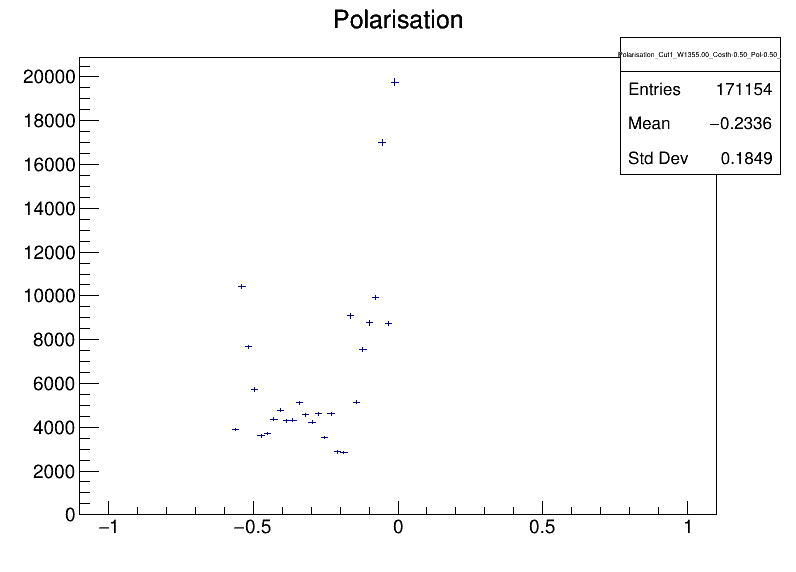 Polarisation
Polarisation_Cut1_W1355.00_Costh-0.50_Pol-0.50_
Entries 171154
Mean −0.2336
Std Dev 0.1849
20000
18000
16000
14000
12000
10000
8000
6000
4000
2000
0
−1 −0.5 0 0.5 1